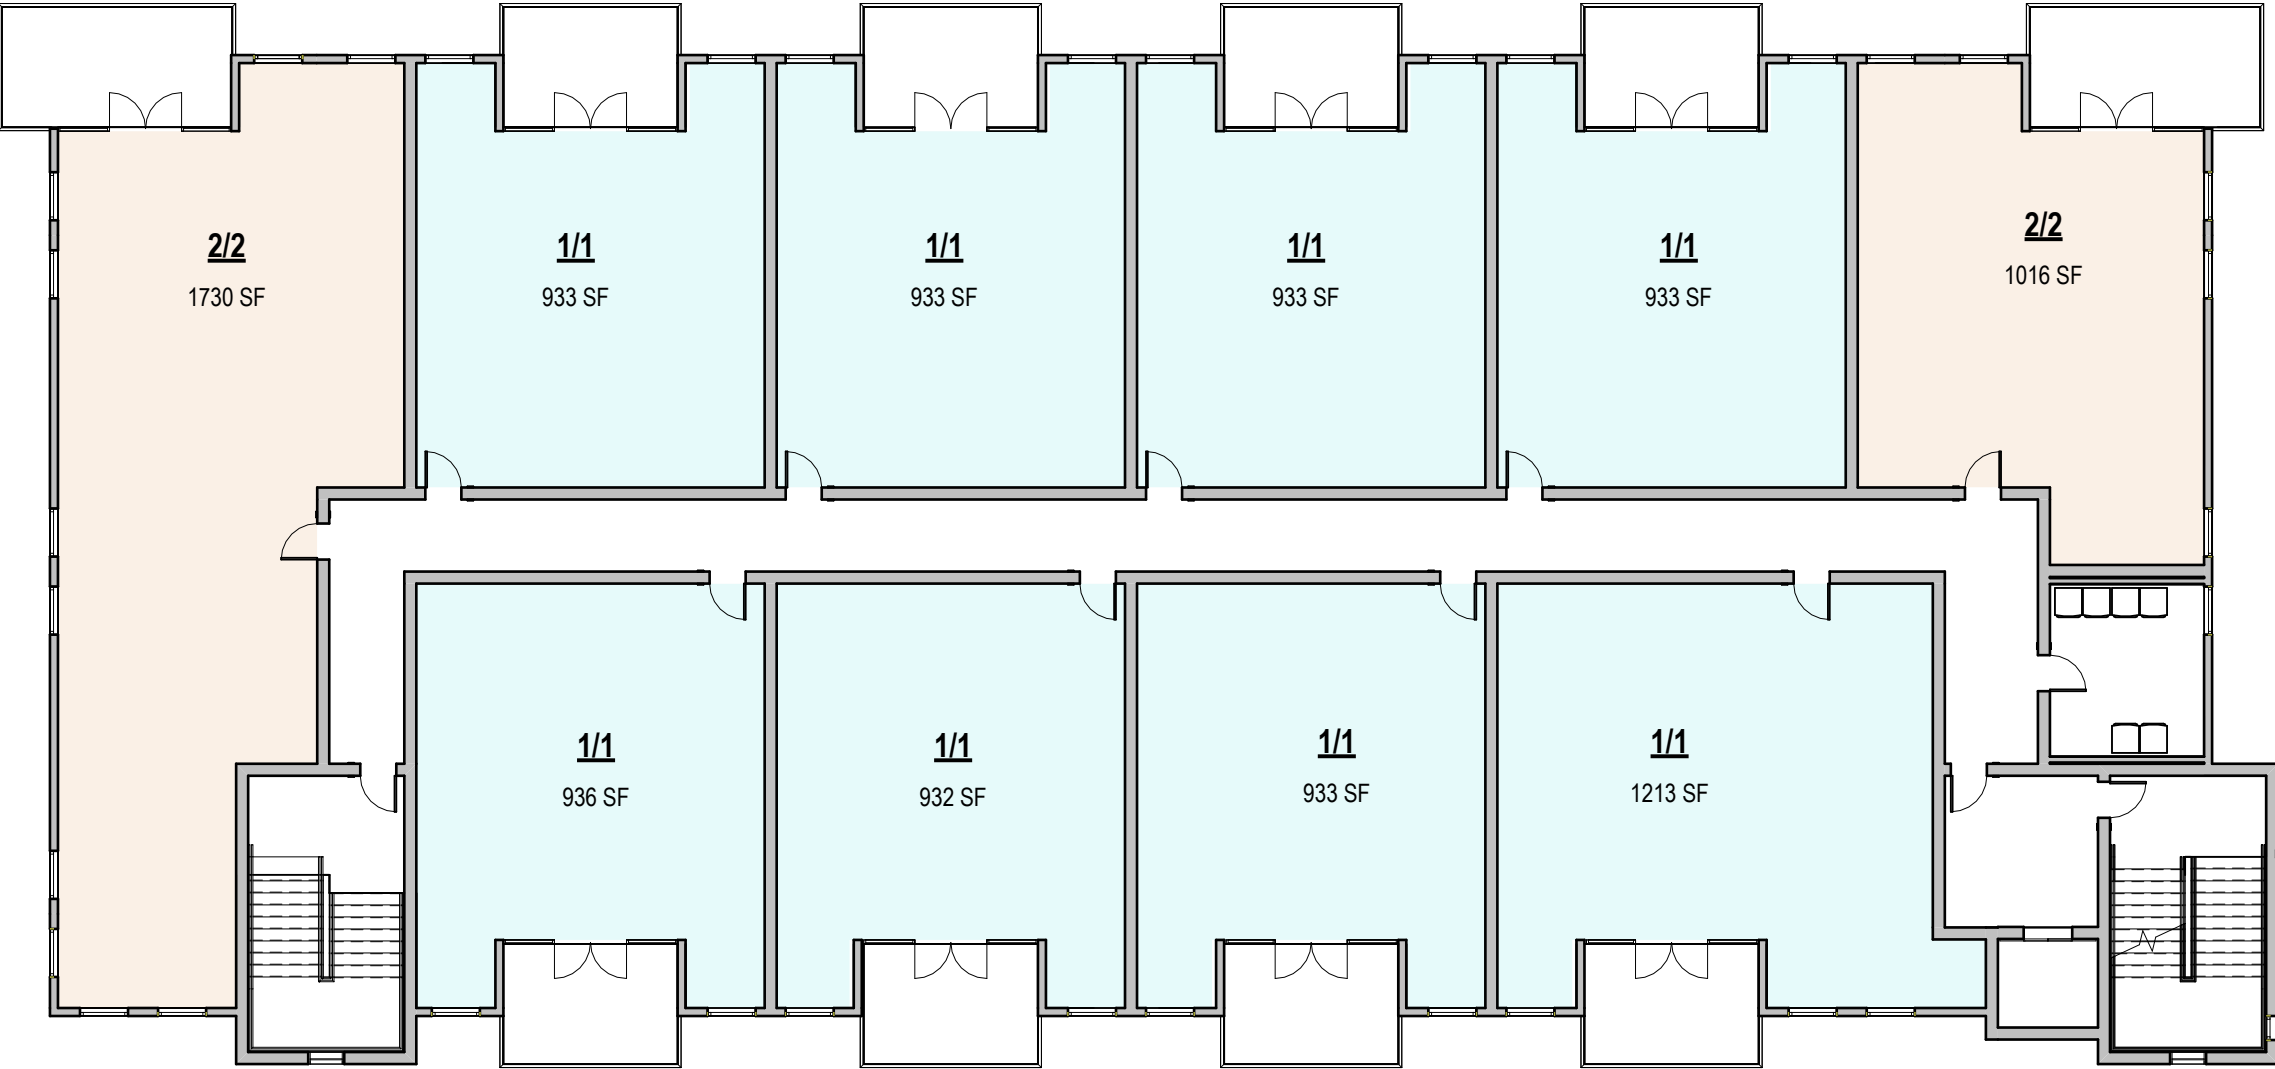 2/2
1730 SF
1/1
933 SF
1/1
933 SF
1/1
933 SF
1/1
933 SF
2/2
1016 SF
1/1
936 SF
1/1
932 SF
1/1
933 SF
1/1
1213 SF